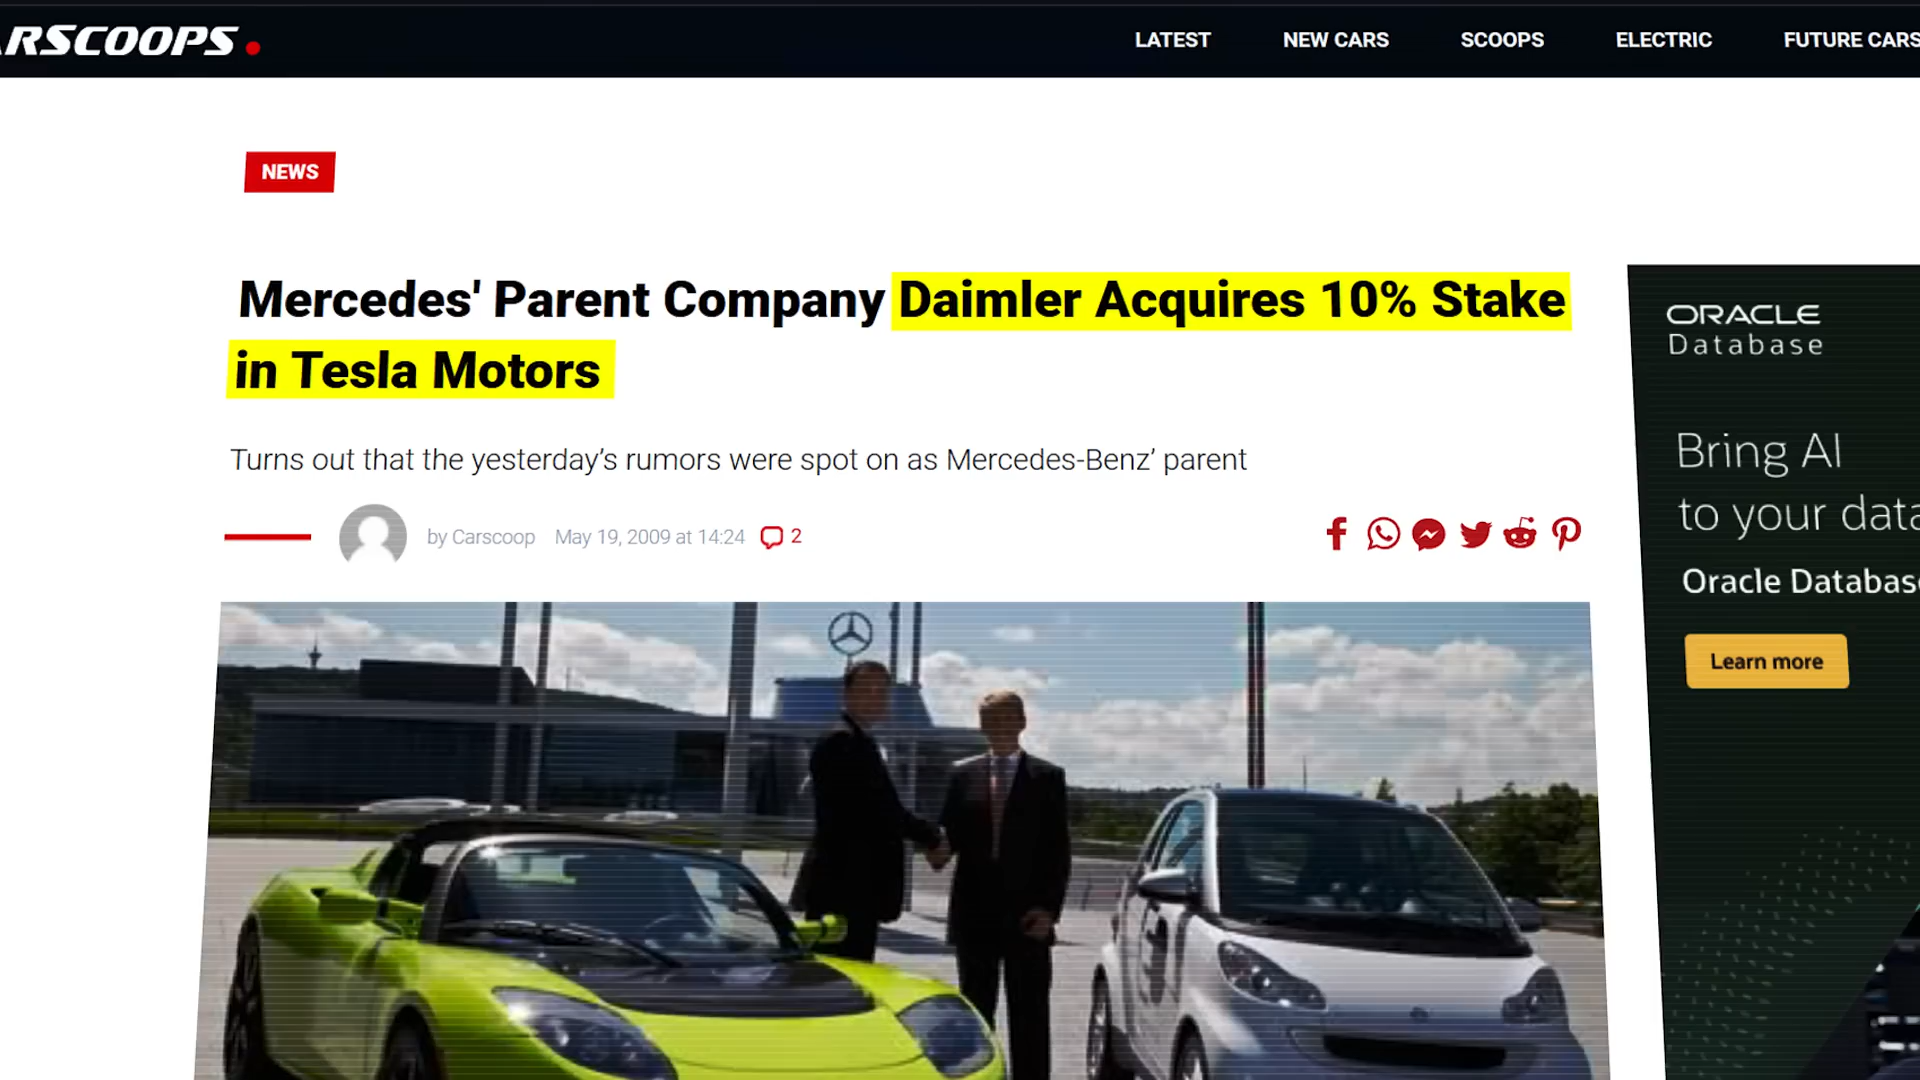 RSCOOPS.
LATEST NEW CARS SCOOPS ELECTRIC FUTURE CARS
NEWS
Mercedes' Parent Company Daimler Acquires 10% Stake
in Tesla Motors
Turns out that the yesterday’s rumors were spot on as Mercedes-Benz’ parent
by Carscoop May 19, 2009 at 14:24 2
ORACLE
Database
Bring AI
to your data
Oracle Database
Learn more